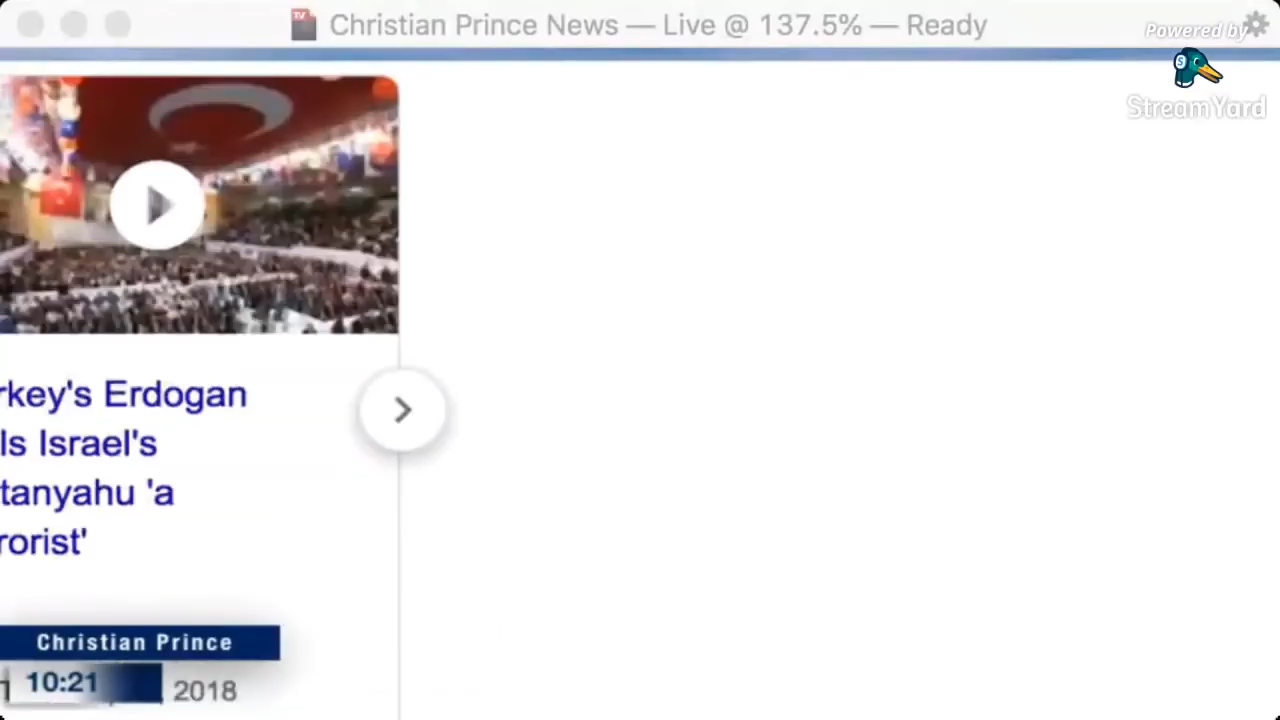 Christian Prince News — Live @ 137.5% — Ready
Powered by
StreamYard
TV
rkey's Erdogan
ls Israel's
tanyahu 'a
rorist'
Christian Prince
10:21
2018